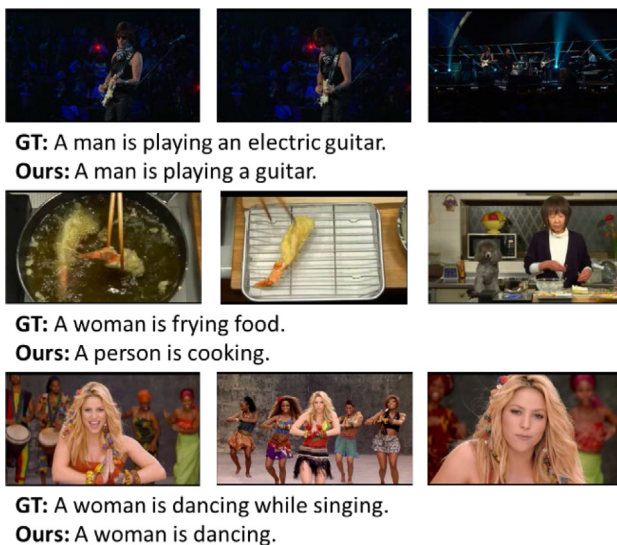 GT: A man is playing an electric guitar.
Ours: A man is playing a guitar.
GT: A woman is frying food.
Ours: A person is cooking.
GT: A woman is dancing while singing.
Ours: A woman is dancing.